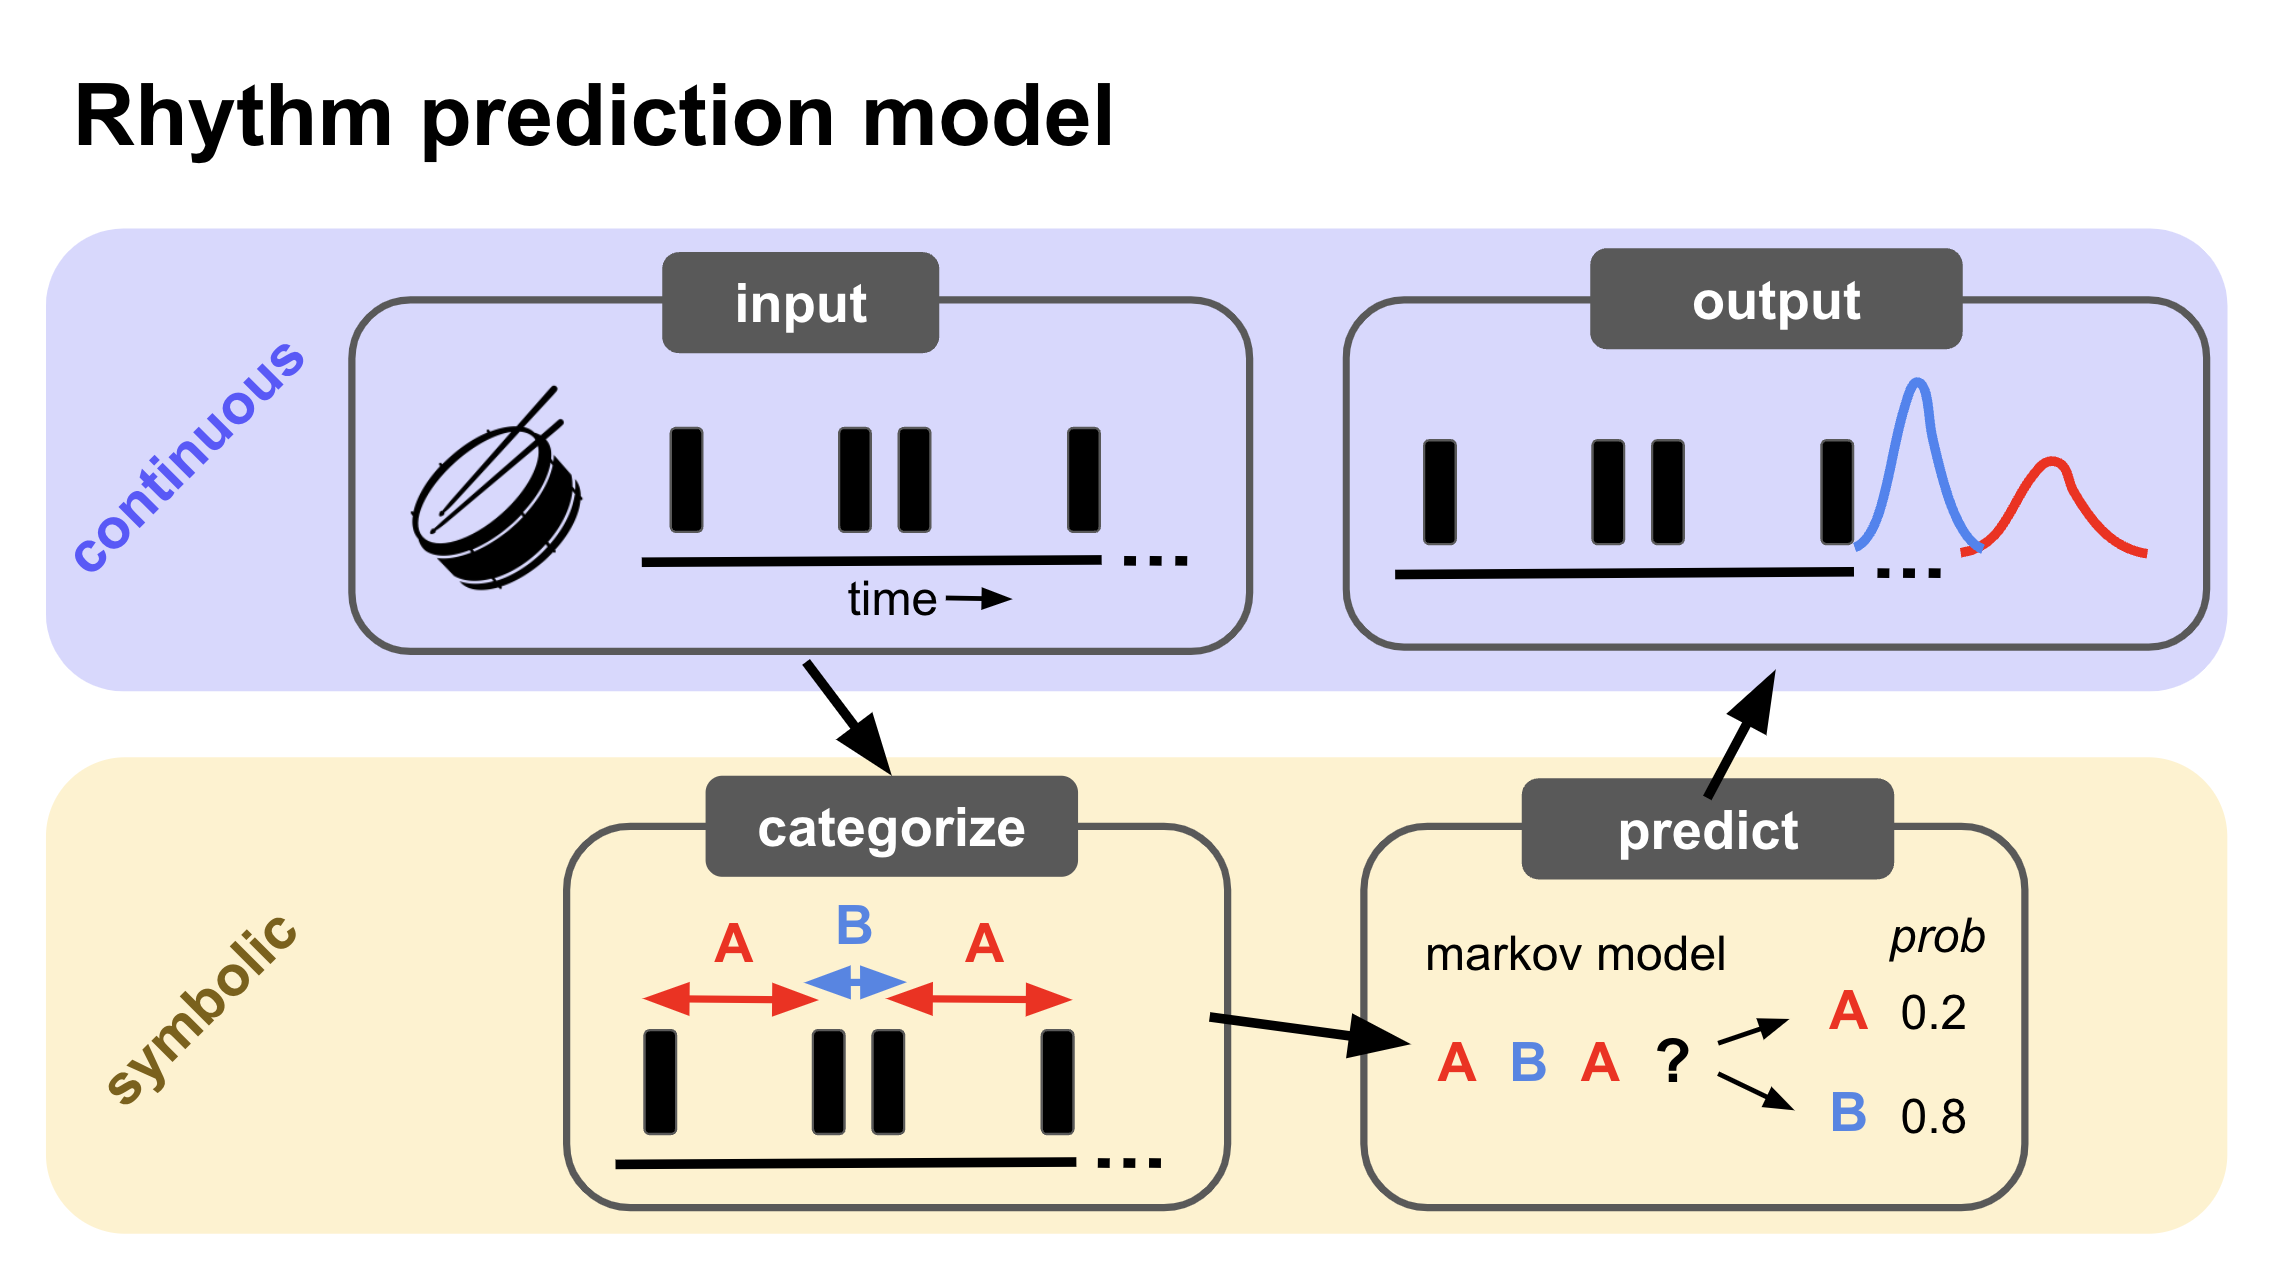 Rhythm prediction model
continuous
input
time
...
output
...
symbolic
categorize
A B A
...
predict
markov model
prob
A B A ?
A 0.2
B 0.8